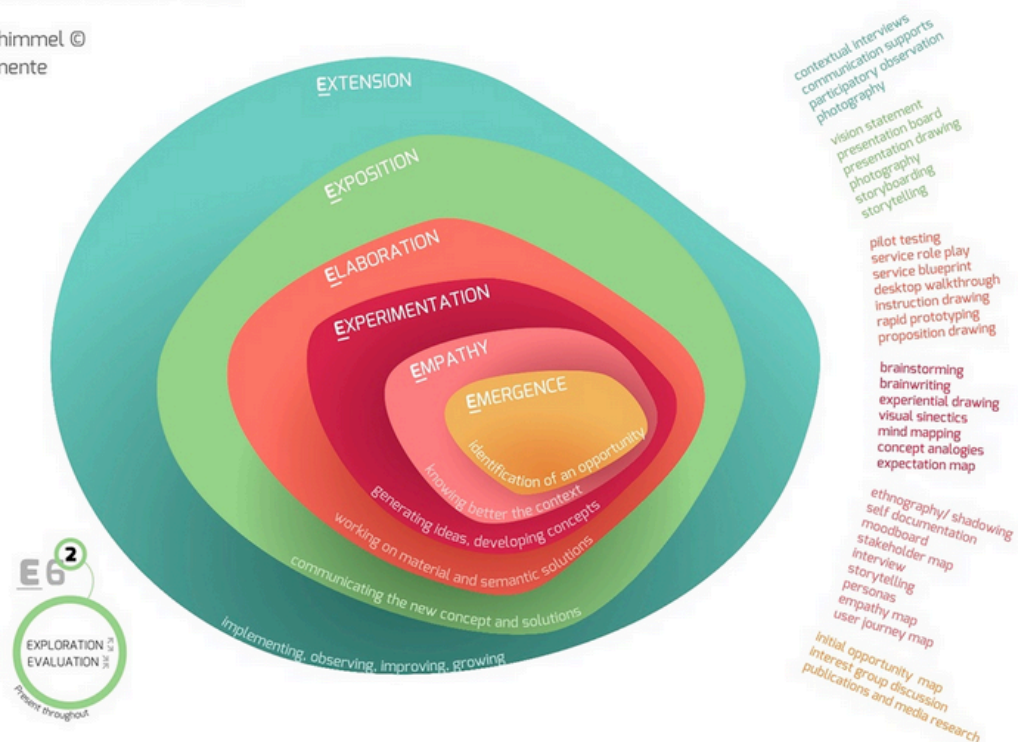 himmel ©
mente
EXTENSION
EXPOSITION
ELABORATION
EXPERIMENTATION
EMPATHY
EMERGENCE
identification of an opportunity
knowing better the context
generating ideas, developing concepts
working on material and semantic solutions
communicating the new concept and solutions
implementing, observing, improving, growing
E6 2
EXPLORATION
EVALUATION
Present throughout
contextual interviews
communication supports
participatory observation
photography
vision statement
presentation board
presentation drawing
photography
storyboarding
storytelling
pilot testing
service role play
service blueprint
desktop walkthrough
instruction drawing
rapid prototyping
proposition drawing
brainstorming
brainwriting
experiential drawing
visual sinectics
mind mapping
concept analogies
expectation map
ethnography/ shadowing
self documentation
moodboard
stakeholder map
interview
storytelling
personas
empathy map
user journey map
initial opportunity map
interest group discussion
publications and media research